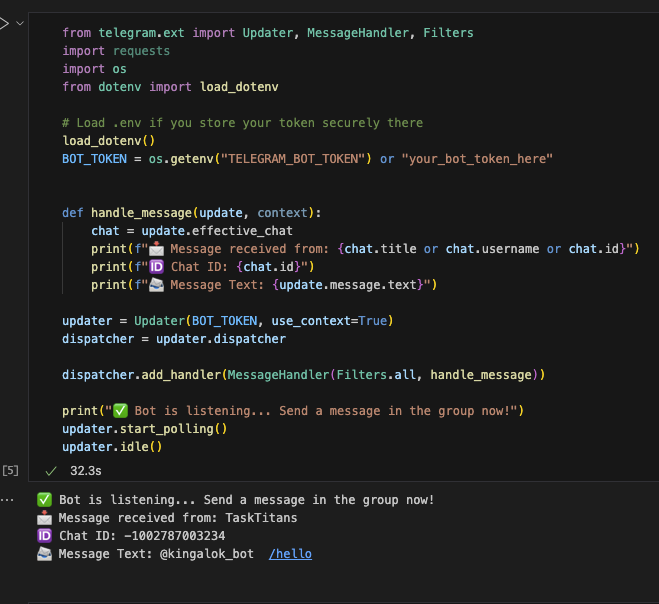 from telegram.ext import Updater, MessageHandler, Filters
import requests
import os
from dotenv import load_dotenv

# Load .env if you store your token securely there
load_dotenv()
BOT_TOKEN = os.getenv("TELEGRAM_BOT_TOKEN") or "your_bot_token_here"

def handle_message(update, context):
    chat = update.effective_chat
    print(f"📩 Message received from: {chat.title or chat.username or chat.id}")
    print(f"🆔 Chat ID: {chat.id}")
    print(f"📨 Message Text: {update.message.text}")

updater = Updater(BOT_TOKEN, use_context=True)
dispatcher = updater.dispatcher

dispatcher.add_handler(MessageHandler(Filters.all, handle_message))

print("✅ Bot is listening... Send a message in the group now!")
updater.start_polling()
updater.idle()
[5] ✓ 32.3s
... ✅ Bot is listening... Send a message in the group now!
📩 Message received from: TaskTitans
🆔 Chat ID: -1002787003234
📨 Message Text: @kingalok_bot /hello